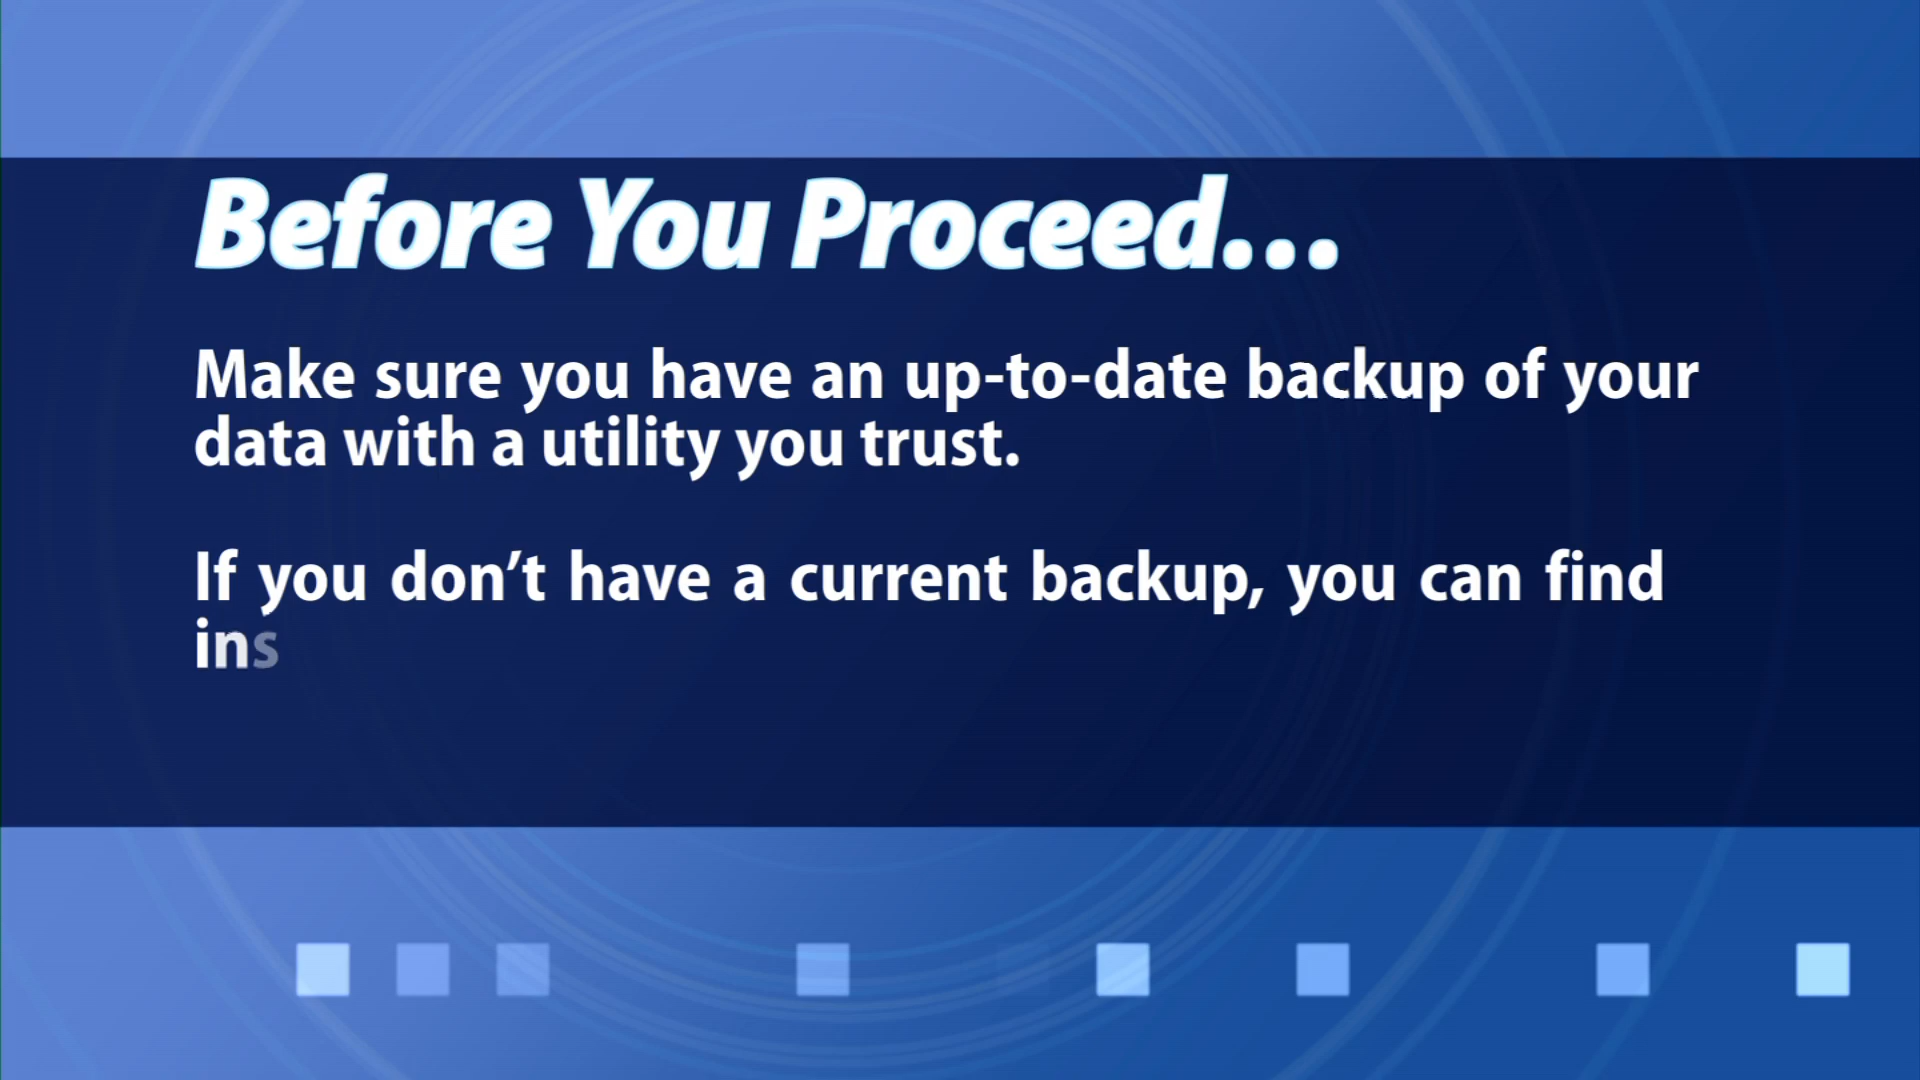 Before You Proceed...
Make sure you have an up-to-date backup of your
data with a utility you trust.
If you don’t have a current backup, you can find
ins